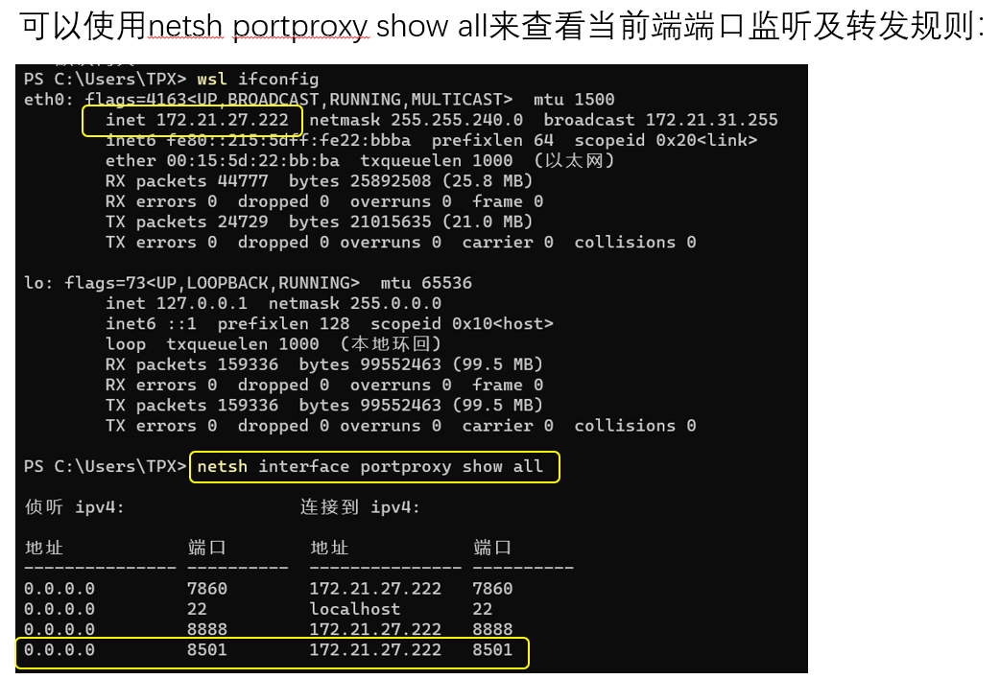 可以使用netsh portproxy show all来查看当前端端口监听及转发规则：
PS C:\Users\TPX> wsl ifconfig
eth0: flags=4163<UP,BROADCAST,RUNNING,MULTICAST>  mtu 1500
        inet 172.21.27.222  netmask 255.255.240.0  broadcast 172.21.31.255
        inet6 fe80::215:5dff:fe22:bbba  prefixlen 64  scopeid 0x20<link>
        ether 00:15:5d:22:bb:ba  txqueuelen 1000  (以太网)
        RX packets 44777  bytes 25892508 (25.8 MB)
        RX errors 0  dropped 0  overruns 0  frame 0
        TX packets 24729  bytes 21015635 (21.0 MB)
        TX errors 0  dropped 0 overruns 0  carrier 0  collisions 0
lo: flags=73<UP,LOOPBACK,RUNNING>  mtu 65536
        inet 127.0.0.1  netmask 255.0.0.0
        inet6 ::1  prefixlen 128  scopeid 0x10<host>
        loop  txqueuelen 1000  (本地环回)
        RX packets 159336  bytes 99552463 (99.5 MB)
        RX errors 0  dropped 0  overruns 0  frame 0
        TX packets 159336  bytes 99552463 (99.5 MB)
        TX errors 0  dropped 0 overruns 0  carrier 0  collisions 0
PS C:\Users\TPX> netsh interface portproxy show all
侦听 ipv4:                 连接到 ipv4:
地址            端口        地址            端口
--------------- ----------  --------------- ----------
0.0.0.0         7860        172.21.27.222   7860
0.0.0.0         22          localhost       22
0.0.0.0         8888        172.21.27.222   8888
0.0.0.0         8501        172.21.27.222   8501